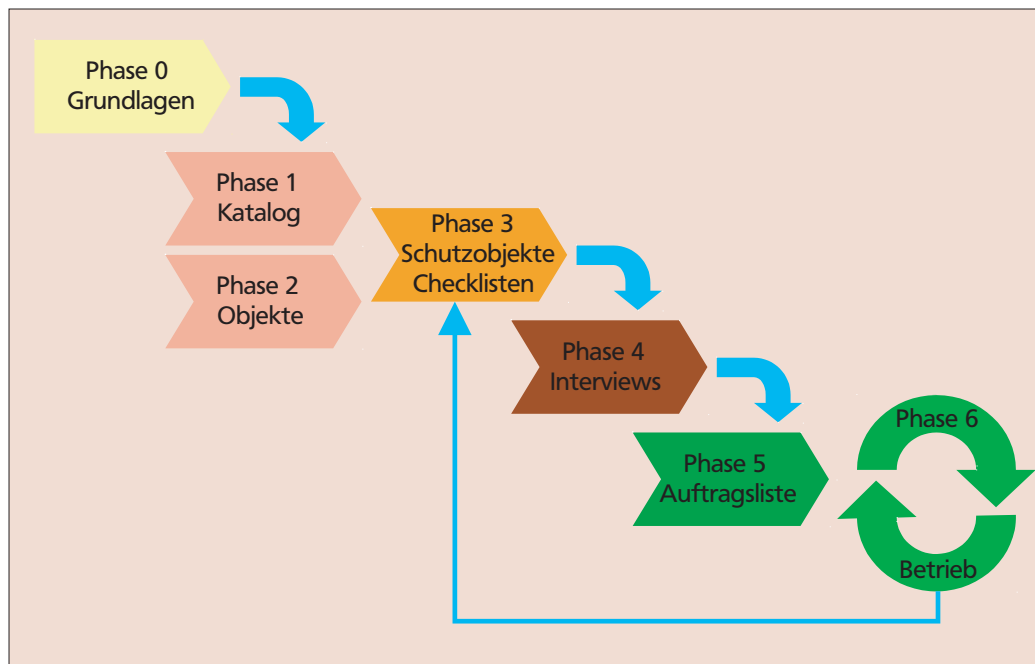 Phase 0
Grundlagen
Phase 1
Katalog
Phase 2
Objekte
Phase 3
Schutzobjekte
Checklisten
Phase 4
Interviews
Phase 5
Auftragsliste
Phase 6
Betrieb